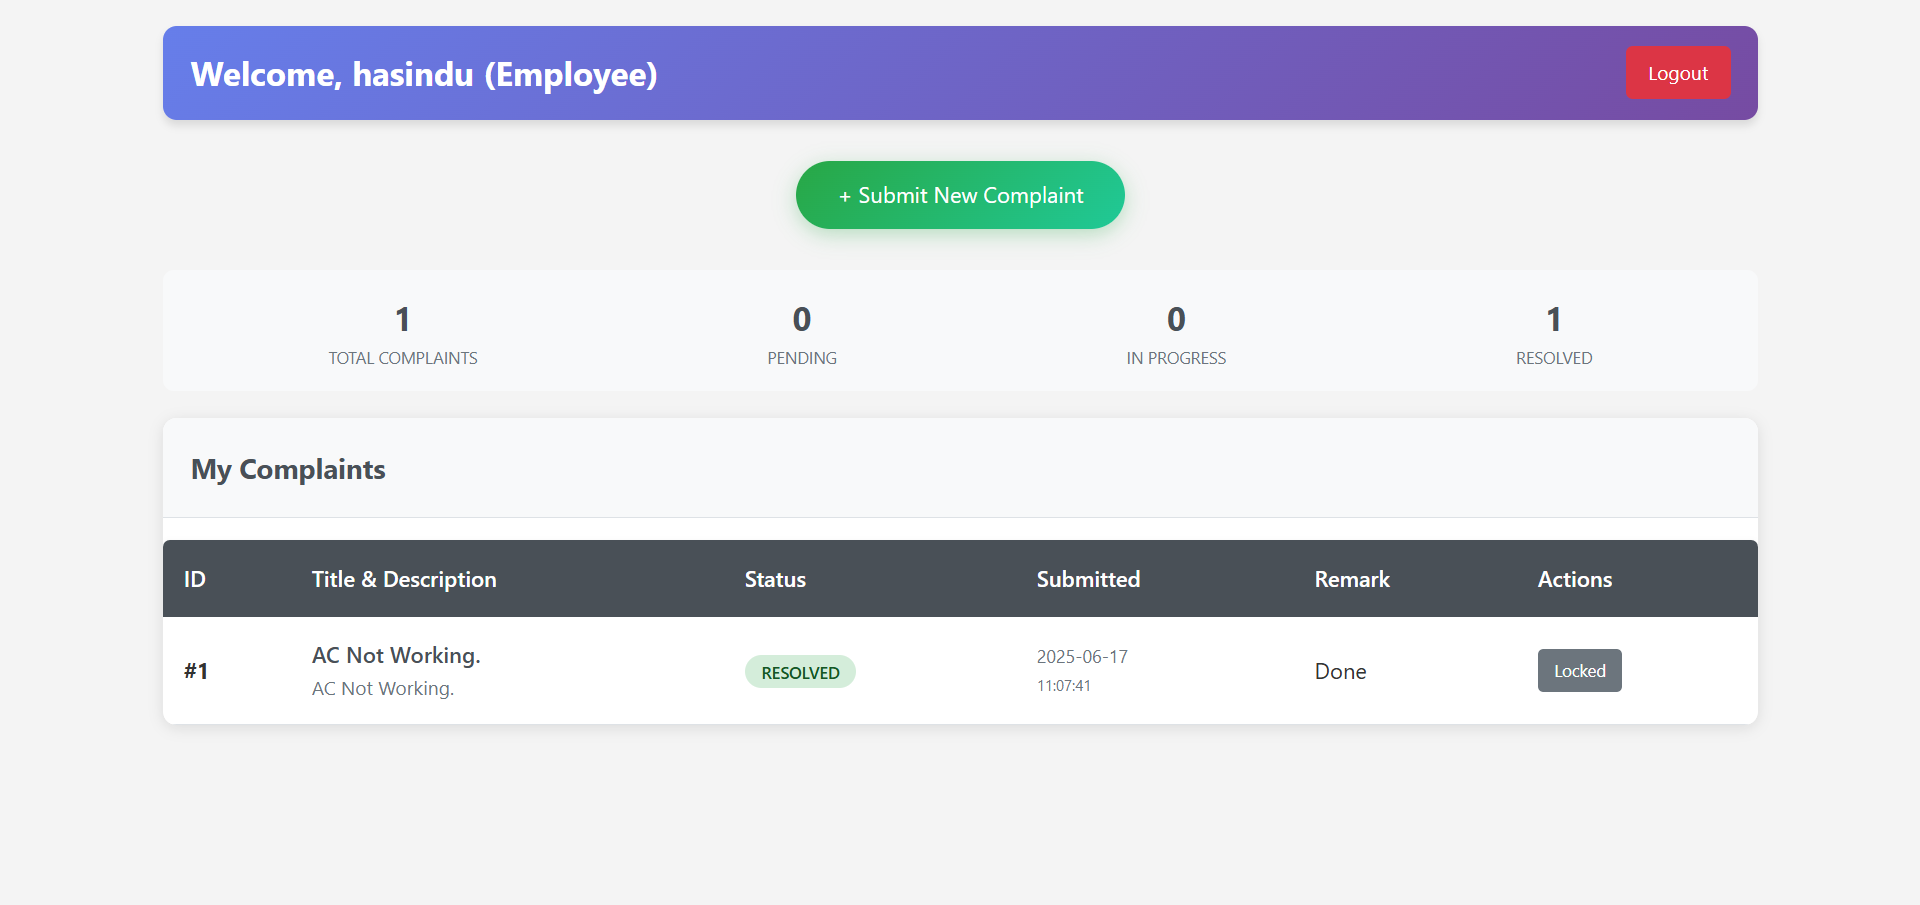 Welcome, hasindu (Employee)
Logout
+ Submit New Complaint
1
TOTAL COMPLAINTS
0
PENDING
0
IN PROGRESS
1
RESOLVED
My Complaints
ID Title & Description Status Submitted Remark Actions
#1
AC Not Working.
AC Not Working.
RESOLVED
2025-06-17
11:07:41
Done
Locked